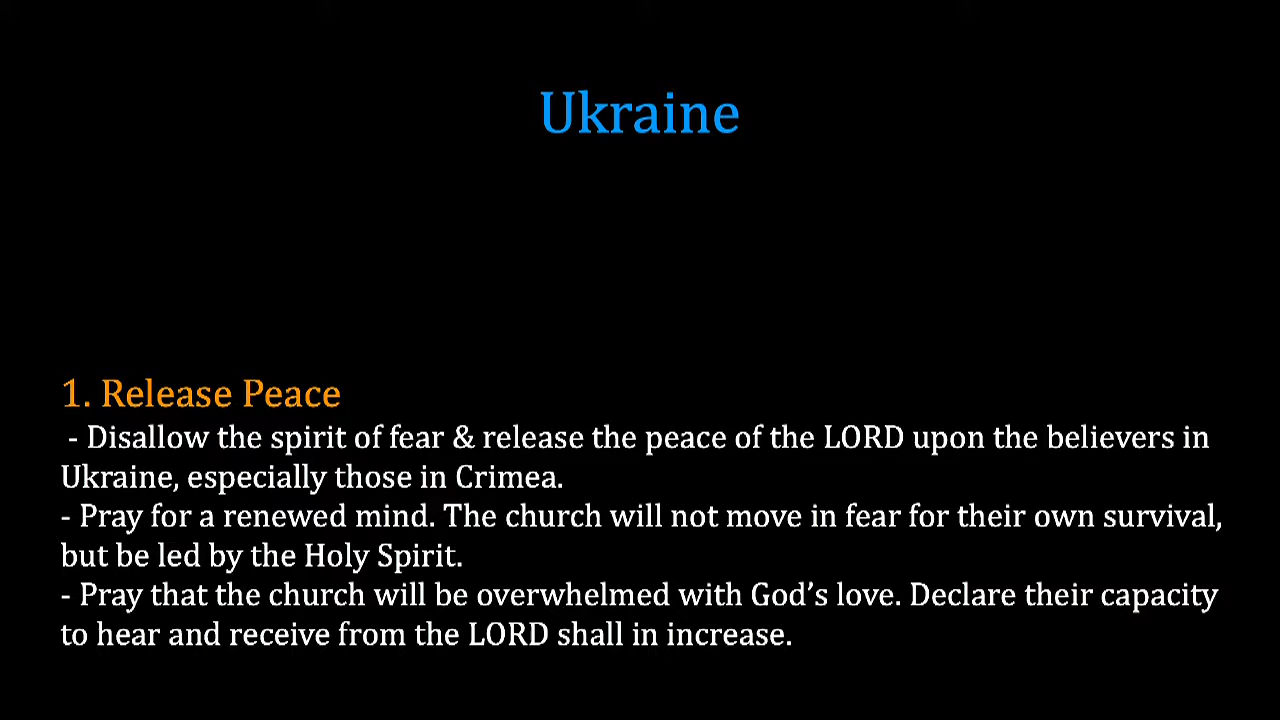 Ukraine
1. Release Peace
- Disallow the spirit of fear & release the peace of the LORD upon the believers in
Ukraine, especially those in Crimea.
- Pray for a renewed mind. The church will not move in fear for their own survival,
but be led by the Holy Spirit.
- Pray that the church will be overwhelmed with God’s love. Declare their capacity
to hear and receive from the LORD shall in increase.